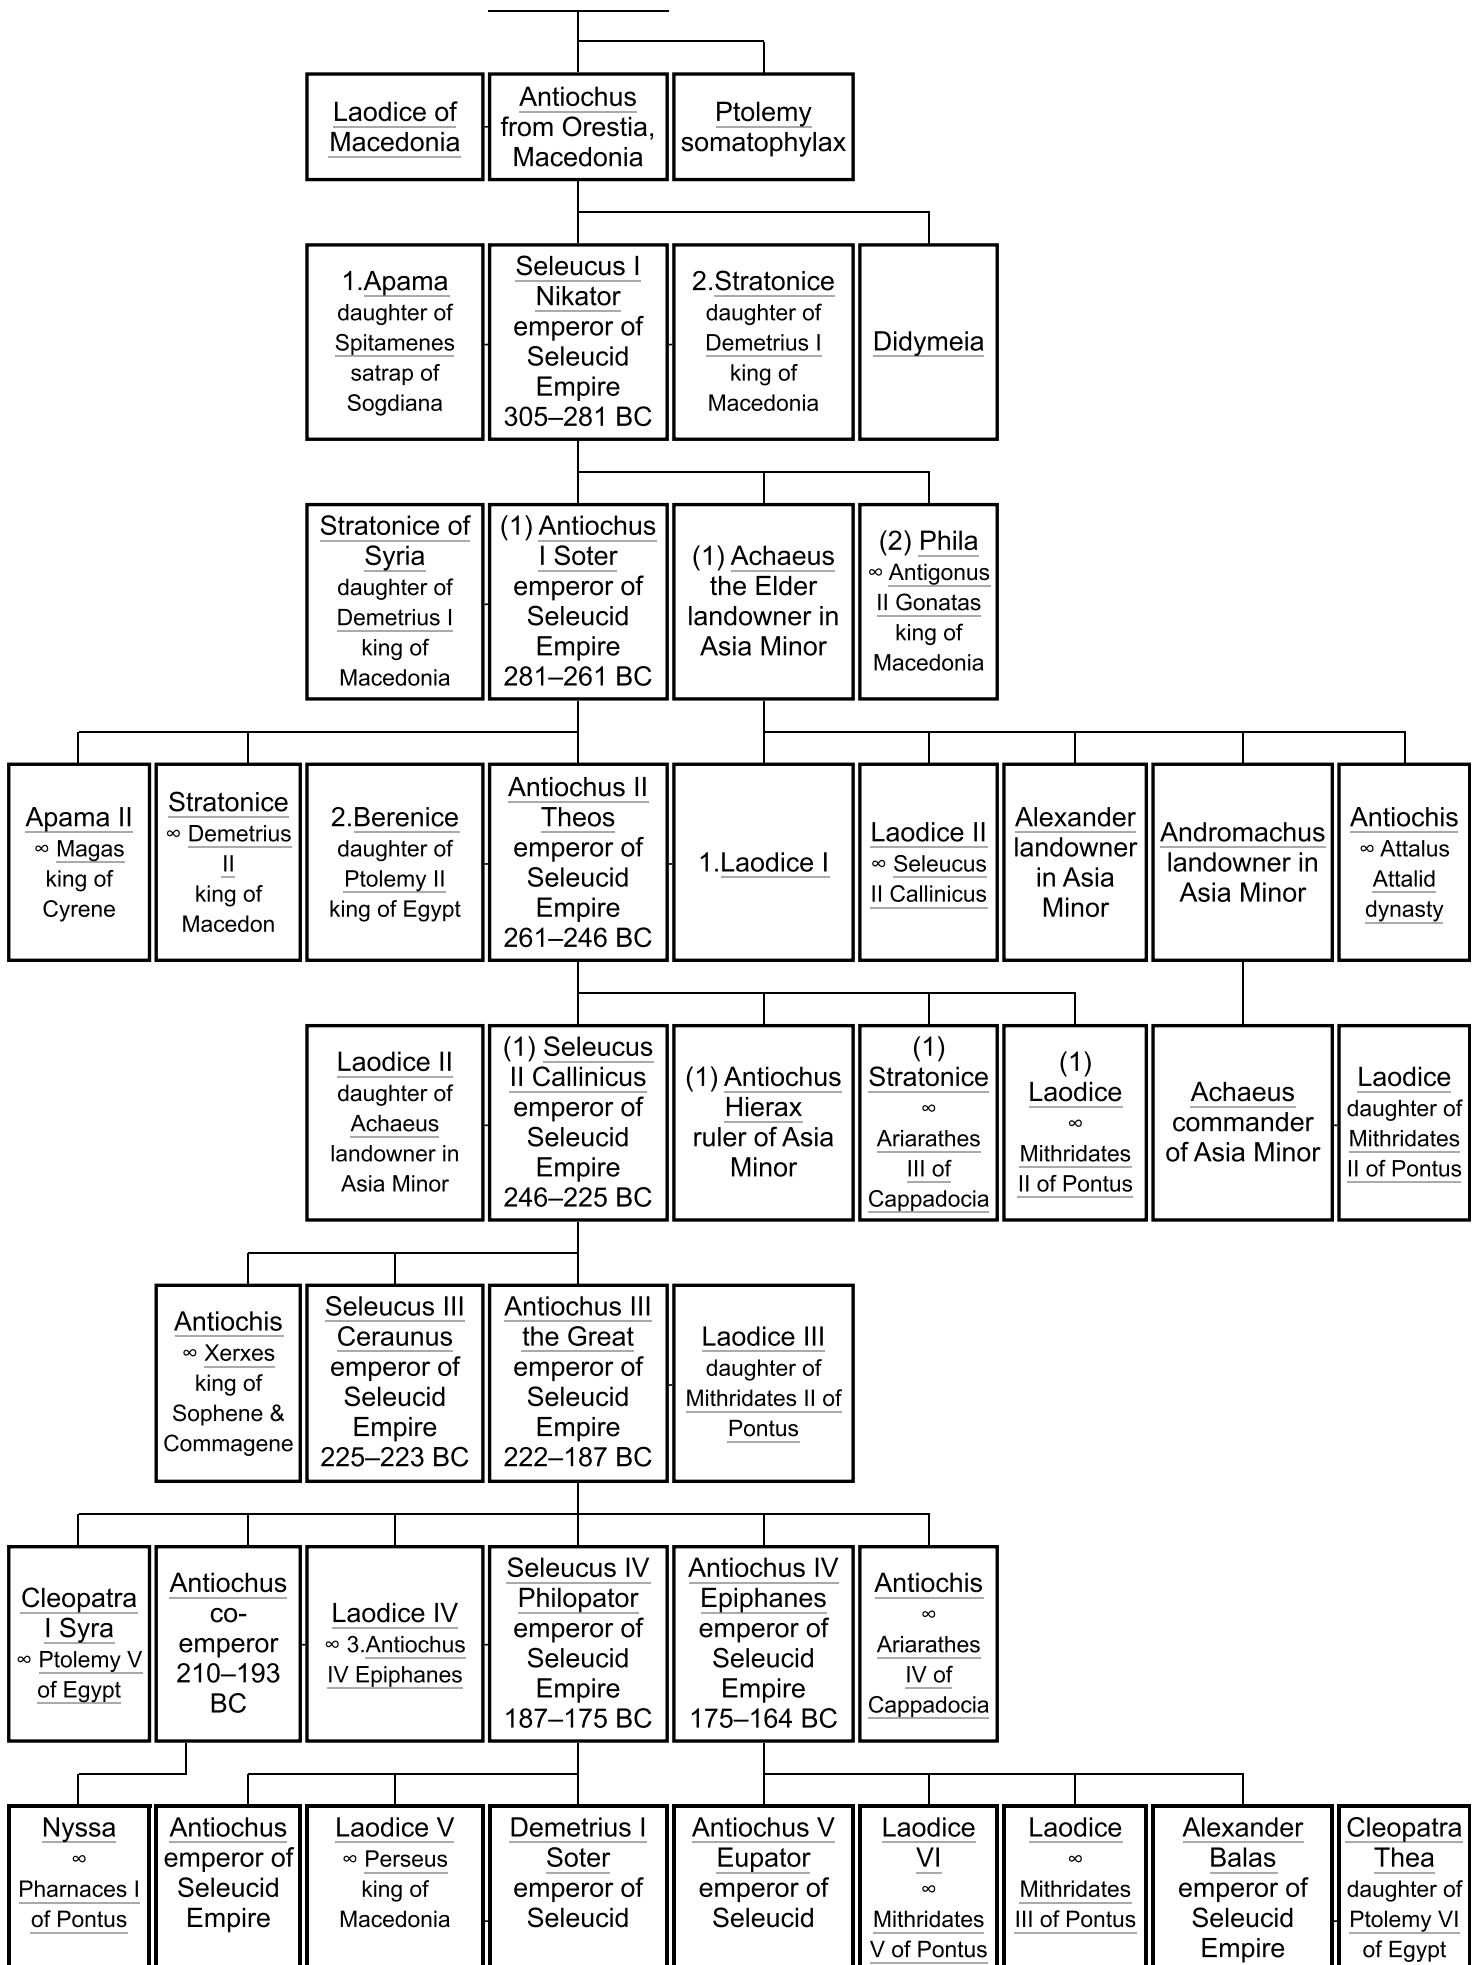 Laodice of
Macedonia
Antiochus
from Orestia,
Macedonia
Ptolemy
somatophylax
1.Apama
daughter of
Spitamenes
satrap of
Sogdiana
Seleucus I
Nikator
emperor of
Seleucid
Empire
305–281 BC
2.Stratonice
daughter of
Demetrius I
king of
Macedonia
Didymeia
Stratonice of
Syria
daughter of
Demetrius I
king of
Macedonia
(1) Antiochus
I Soter
emperor of
Seleucid
Empire
281–261 BC
(1) Achaeus
the Elder
landowner in
Asia Minor
(2) Phila
∞ Antigonus
II Gonatas
king of
Macedonia
Apama II
∞ Magas
king of
Cyrene
Stratonice
∞ Demetrius
II
king of
Macedon
2.Berenice
daughter of
Ptolemy II
king of Egypt
Antiochus II
Theos
emperor of
Seleucid
Empire
261–246 BC
1.Laodice I
Laodice II
∞ Seleucus
II Callinicus
Alexander
landowner
in Asia
Minor
Andromachus
landowner in
Asia Minor
Antiochis
∞ Attalus
Attalid
dynasty
Laodice II
daughter of
Achaeus
landowner in
Asia Minor
(1) Seleucus
II Callinicus
emperor of
Seleucid
Empire
246–225 BC
(1) Antiochus
Hierax
ruler of Asia
Minor
(1)
Stratonice
∞
Ariarathes
III of
Cappadocia
(1)
Laodice
∞
Mithridates
II of Pontus
Achaeus
commander
of Asia Minor
Laodice
daughter of
Mithridates
II of Pontus
Antiochis
∞ Xerxes
king of
Sophene &
Commagene
Seleucus III
Ceraunus
emperor of
Seleucid
Empire
225–223 BC
Antiochus III
the Great
emperor of
Seleucid
Empire
222–187 BC
Laodice III
daughter of
Mithridates II of
Pontus
Cleopatra
I Syra
∞ Ptolemy V
of Egypt
Antiochus
co-
emperor
210–193
BC
Laodice IV
∞ 3.Antiochus
IV Epiphanes
Seleucus IV
Philopator
emperor of
Seleucid
Empire
187–175 BC
Antiochus IV
Epiphanes
emperor of
Seleucid
Empire
175–164 BC
Antiochis
∞
Ariarathes
IV of
Cappadocia
Nyssa
∞
Pharnaces I
of Pontus
Antiochus
emperor of
Seleucid
Empire
Laodice V
∞ Perseus
king of
Macedonia
Demetrius I
Soter
emperor of
Seleucid
Antiochus V
Eupator
emperor of
Seleucid
Laodice
VI
∞
Mithridates
V of Pontus
Laodice
∞
Mithridates
III of Pontus
Alexander
Balas
emperor of
Seleucid
Empire
Cleopatra
Thea
daughter of
Ptolemy VI
of Egypt